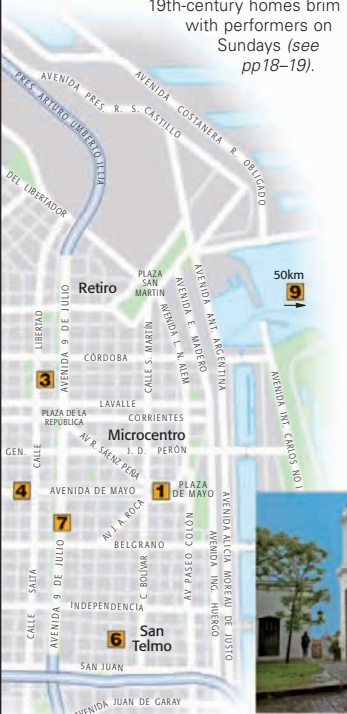 19th-century homes brim
with performers on
Sundays (see
pp18–19).
PRES. ARTURO UMBERTO ILLIA
AVENIDA PRES. R. S. CASTILLO
AVENIDA COSTANERA R. OBLIGADO
DEL LIBERTADOR
Retiro
PLAZA
SAN
MARTIN
50km
9
LIBERTAD
AVENIDA 9 DE JULIO
CALLE S. MARTÍN
AVENIDA L. N. ALEM
AVENIDA E. MADERO
AVENIDA ANT. ARGENTINA
3
CÓRDOBA
AVENIDA INT. CARLOS NO
LAVALLE
PLAZA DE LA
REPÚBLICA
CORRIENTES
Microcentro
AV R. SÁENZ PEÑA
GEN.
CALLE
J. D. PERÓN
4
AVENIDA DE MAYO
1
PLAZA
DE MAYO
7
AV J. A. ROCA
BELGRANO
CALLE SALTA
AVENIDA 9 DE JULIO
C BOLÍVAR
AV PASEO COLÓN
AVENIDA ING. HUERGO
AVENIDA ALICIA MOREAU DE JUSTO
INDEPENDENCIA
6
San
Telmo
SAN JUAN
AVENIDA JUAN DE GARAY